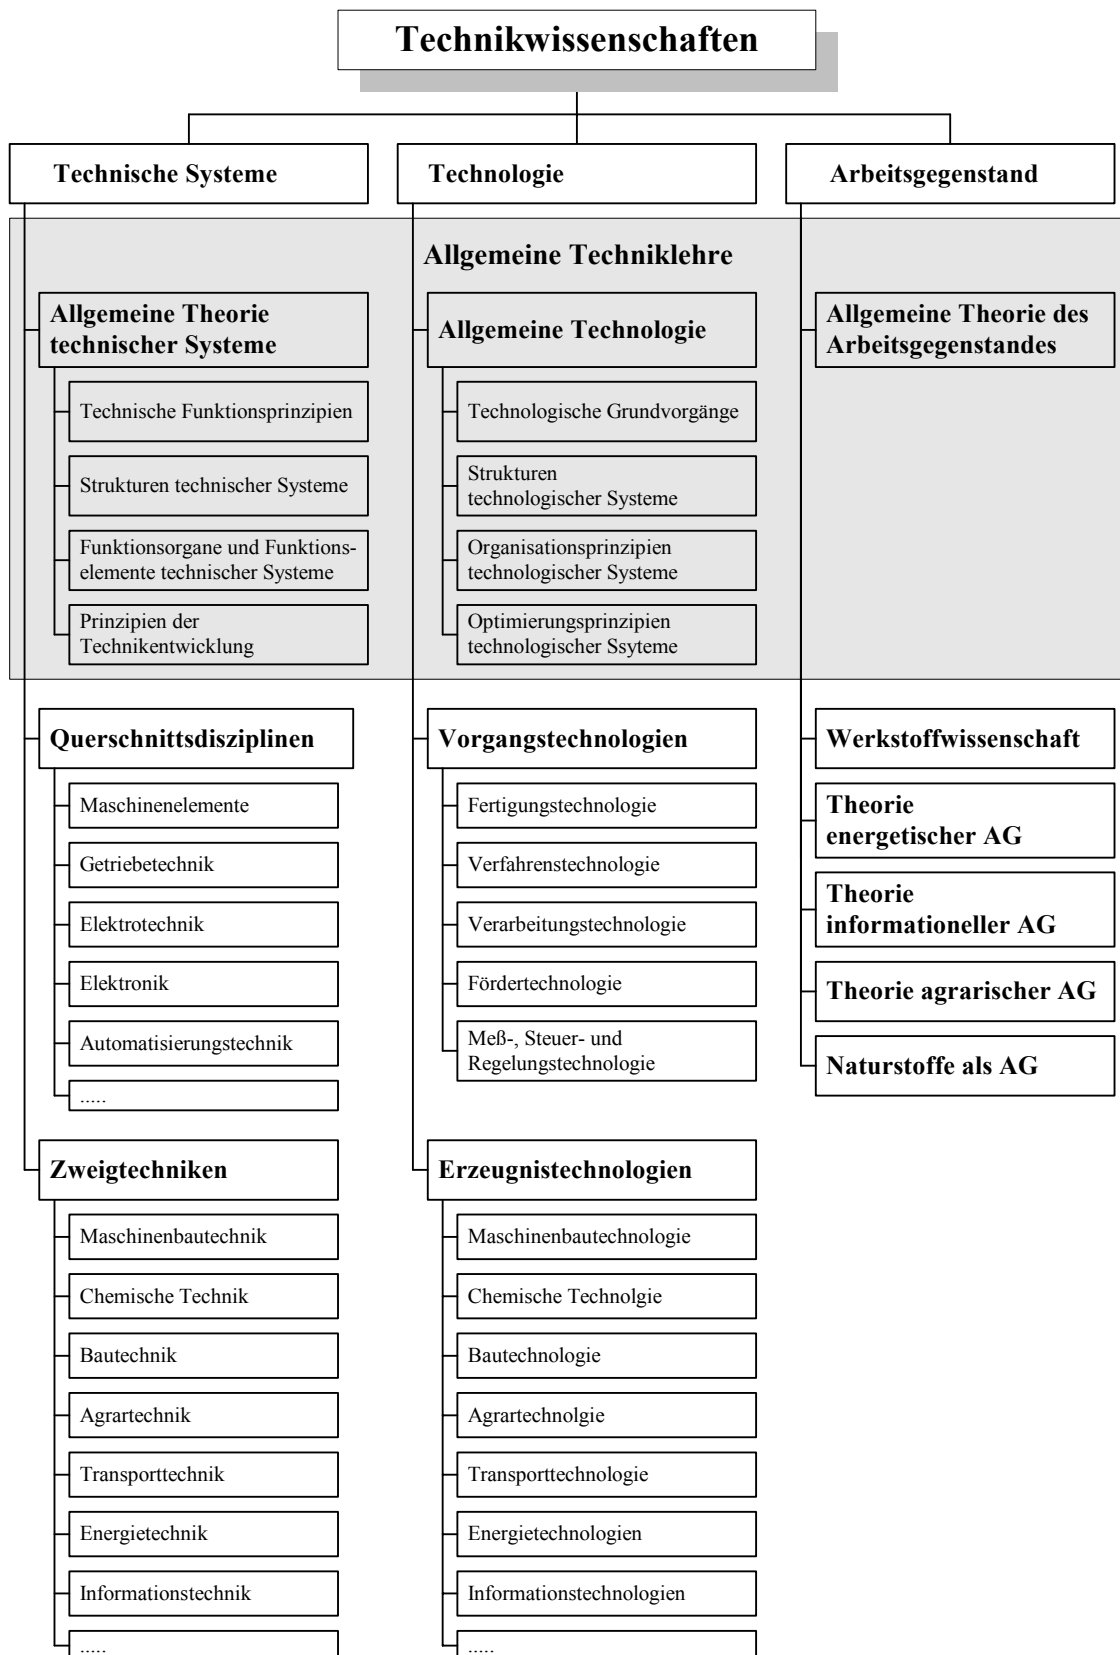 Technikwissenschaften
Technische Systeme
Technologie
Arbeitsgegenstand
Allgemeine Techniklehre
Allgemeine Theorie
technischer Systeme
Technische Funktionsprinzipien
Strukturen technischer Systeme
Funktionsorgane und Funktions-
elemente technischer Systeme
Prinzipien der
Technikentwicklung
Allgemeine Technologie
Technologische Grundvorgänge
Strukturen
technologischer Systeme
Organisationsprinzipien
technologischer Systeme
Optimierungsprinzipien
technologischer Ssyteme
Allgemeine Theorie des
Arbeitsgegenstandes
Querschnittsdisziplinen
Maschinenelemente
Getriebetechnik
Elektrotechnik
Elektronik
Automatisierungstechnik
.....
Vorgangstechnologien
Fertigungstechnologie
Verfahrenstechnologie
Verarbeitungstechnologie
Fördertechnologie
Meß-, Steuer- und
Regelungstechnologie
Werkstoffwissenschaft
Theorie
energetischer AG
Theorie
informationeller AG
Theorie agrarischer AG
Naturstoffe als AG
Zweigtechniken
Maschinenbautechnik
Chemische Technik
Bautechnik
Agrartechnik
Transporttechnik
Energietechnik
Informationstechnik
.....
Erzeugnistechnologien
Maschinenbautechnologie
Chemische Technolgie
Bautechnologie
Agrartechnolgie
Transporttechnologie
Energietechnologien
Informationstechnologien
.....